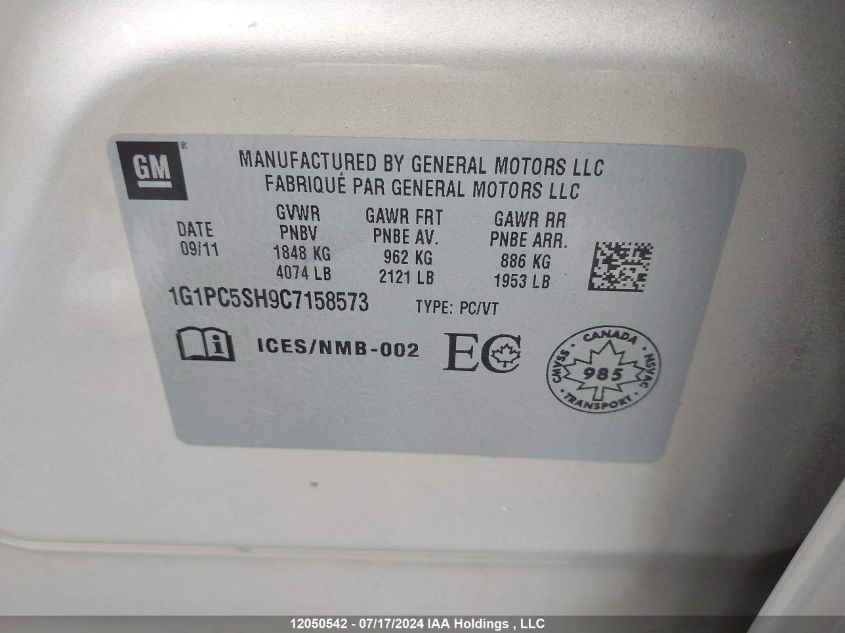 GM®
MANUFACTURED BY GENERAL MOTORS LLC
FABRIQUÉ PAR GENERAL MOTORS LLC
DATE
09/11
GVWR
PNBV
1848 KG
4074 LB
GAWR FRT
PNBE AV.
962 KG
2121 LB
GAWR RR
PNBE ARR.
886 KG
1953 LB
1G1PC5SH9C7158573 TYPE: PC/VT
i ICES/NMB-002 EC
CANADA
CMVSS 985 NSVAC
TRANSPORT
12050542 - 07/17/2024 IAA Holdings , LLC